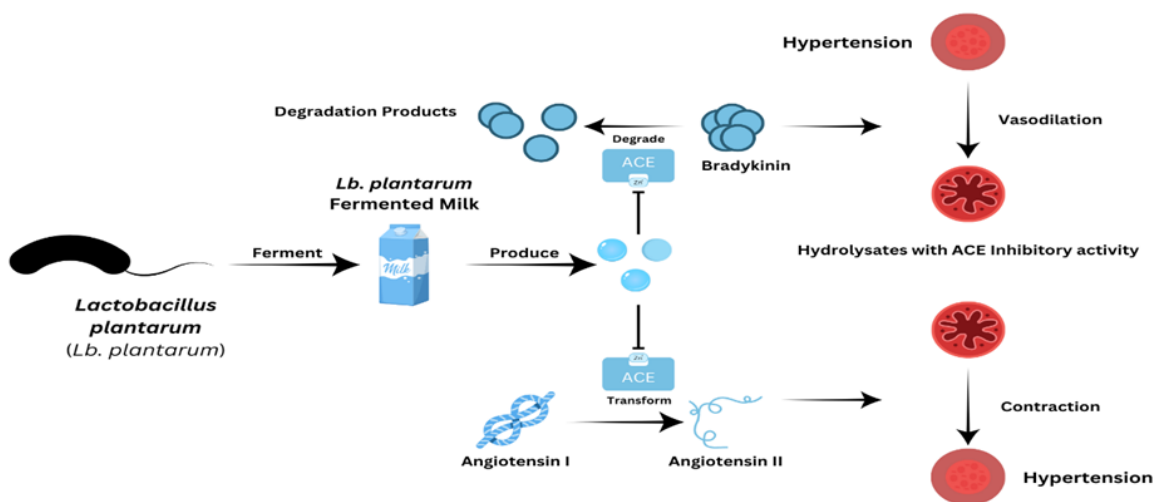 Hypertension
Degradation Products
Degrade
ACE
Bradykinin
Vasodilation
Lb. plantarum
Fermented Milk
Milk
Ferment
Produce
Hydrolysates with ACE Inhibitory activity
Lactobacillus
plantarum
(Lb. plantarum)
ACE
Transform
Angiotensin I
Angiotensin II
Contraction
Hypertension